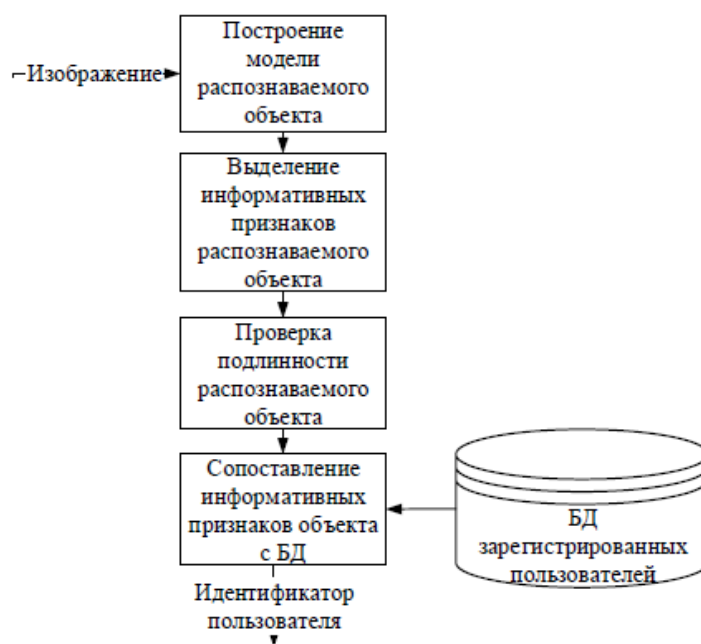 Построение
модели
распознаваемого
объекта
Изображение
Выделение
информативных
признаков
распознаваемого
объекта
Проверка
подлинности
распознаваемого
объекта
Сопоставление
информативных
признаков объекта
с БД
БД
зарегистрированных
пользователей
Идентификатор
пользователя